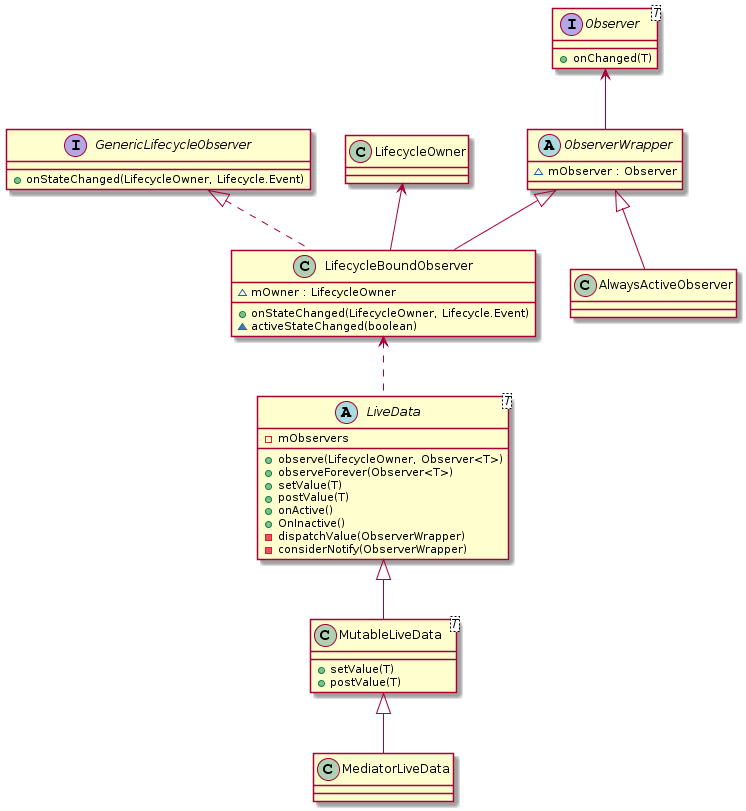 T
I Observer
onChanged(T)
I GenericLifecycleObserver
onStateChanged(LifecycleOwner, Lifecycle.Event)
C LifecycleOwner
A ObserverWrapper
mObserver : Observer
C LifecycleBoundObserver
mOwner : LifecycleOwner
onStateChanged(LifecycleOwner, Lifecycle.Event)
activeStateChanged(boolean)
C AlwaysActiveObserver
T
A LiveData
mObservers
observe(LifecycleOwner, Observer<T>)
observeForever(Observer<T>)
setValue(T)
postValue(T)
onActive()
OnInactive()
dispatchValue(ObserverWrapper)
considerNotify(ObserverWrapper)
T
C MutableLiveData
setValue(T)
postValue(T)
C MediatorLiveData